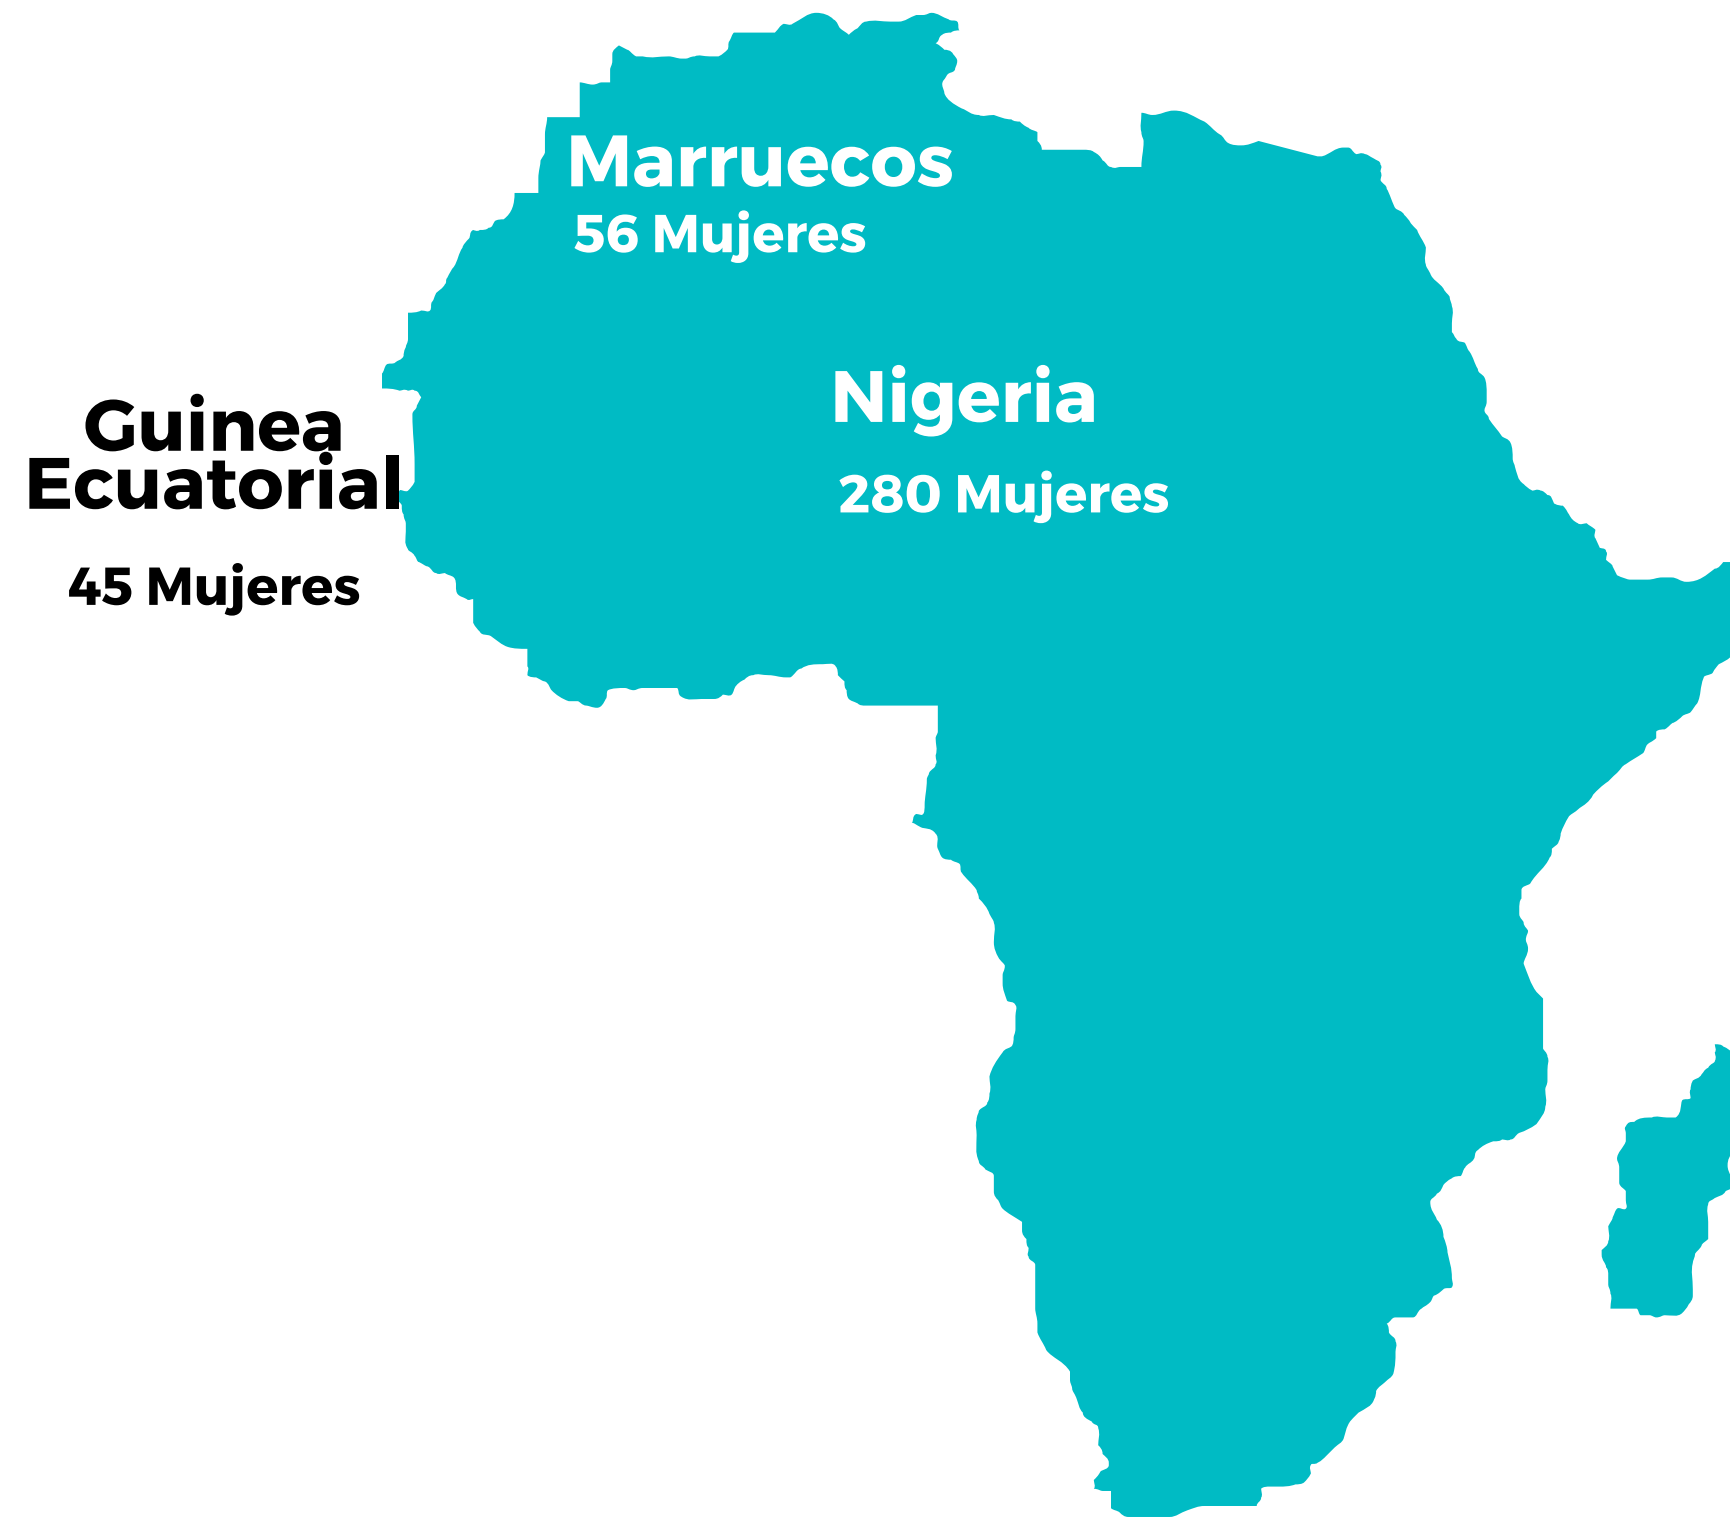 Marruecos
56 Mujeres
Nigeria
280 Mujeres
Guinea
Ecuatorial
45 Mujeres